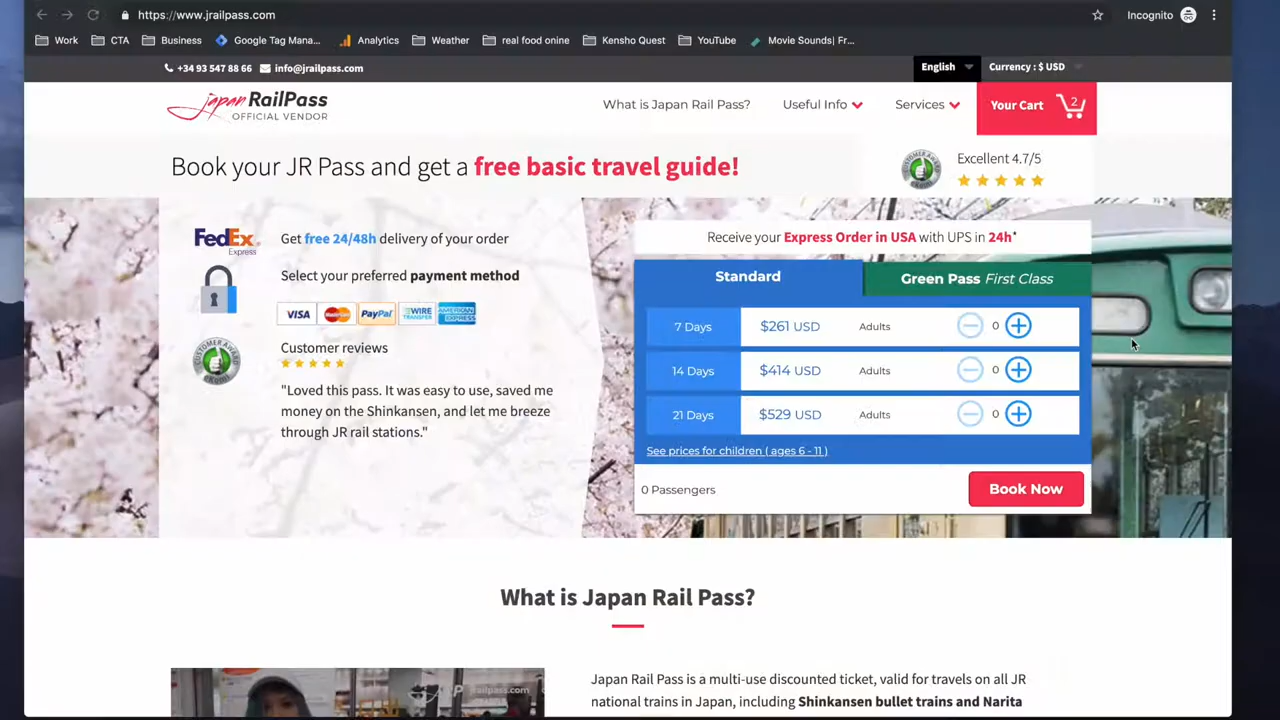 https://www.jrailpass.com
Incognito
Work
CTA
Business
Google Tag Mana...
Analytics
Weather
real food onine
Kensho Quest
YouTube
Movie Sounds| Fr...
+34 93 547 88 66
info@jrailpass.com
English
Currency : $ USD
japan RailPass
OFFICIAL VENDOR
What is Japan Rail Pass?
Useful Info
Services
Your Cart
2
Book your JR Pass and get a free basic travel guide!
Excellent 4.7/5
FedEx
Express
Get free 24/48h delivery of your order
Select your preferred payment method
VISA
PayPal
WIRE
TRANSFER
Customer reviews
"Loved this pass. It was easy to use, saved me
money on the Shinkansen, and let me breeze
through JR rail stations."
Receive your Express Order in USA with UPS in 24h*
Standard
Green Pass First Class
7 Days
$261 USD
Adults
0
14 Days
$414 USD
Adults
0
21 Days
$529 USD
Adults
0
See prices for children ( ages 6 - 11 )
0 Passengers
Book Now
What is Japan Rail Pass?
jrailpass.com
Japan Rail Pass is a multi-use discounted ticket, valid for travels on all JR
national trains in Japan, including Shinkansen bullet trains and Narita